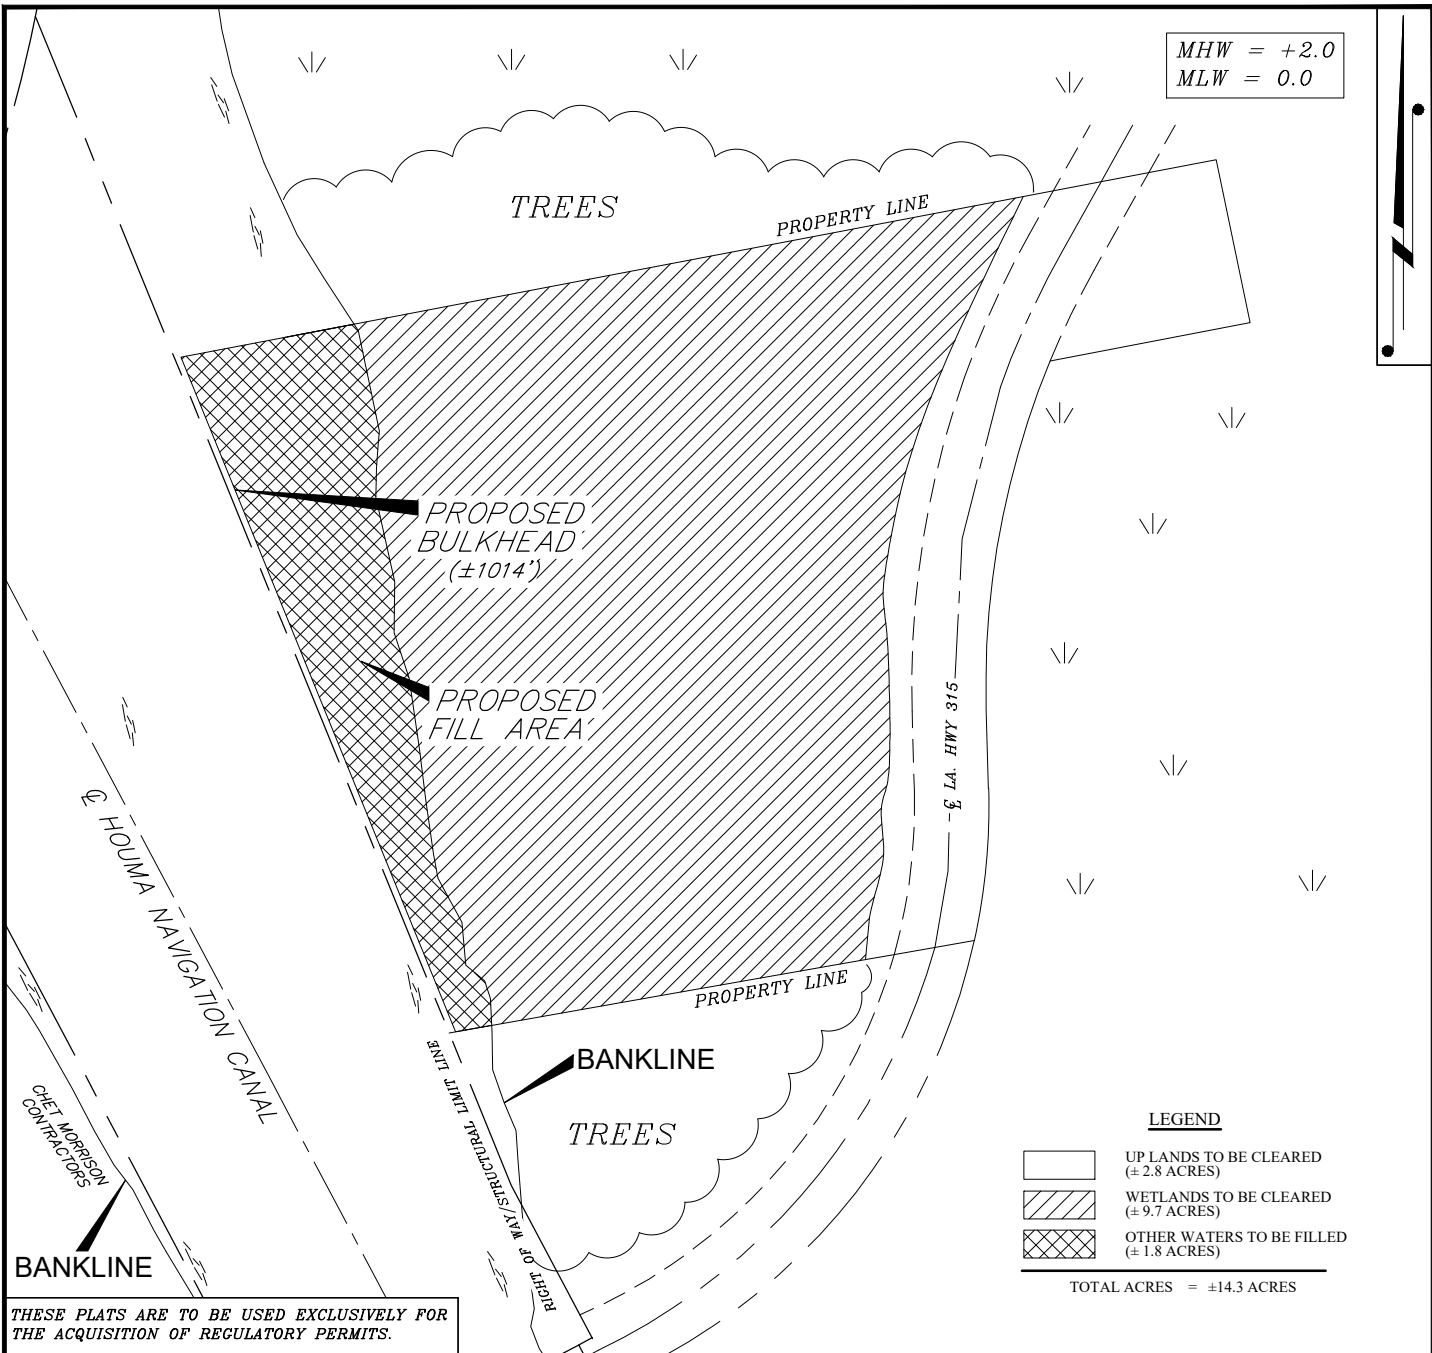 MHW = +2.0
MLW = 0.0
TREES
PROPERTY LINE
PROPOSED
BULKHEAD
(±1014')
PROPOSED
FILL AREA
℄ LA. HWY 315
℄ HOUMA NAVIGATION CANAL
PROPERTY LINE
BANKLINE
TREES
RIGHT OF WAY/STRUCTURAL LIMIT LINE
CHET MORRISON
CONTRACTORS
BANKLINE
LEGEND
UP LANDS TO BE CLEARED
(± 2.8 ACRES)
WETLANDS TO BE CLEARED
(± 9.7 ACRES)
OTHER WATERS TO BE FILLED
(± 1.8 ACRES)
TOTAL ACRES = ±14.3 ACRES
THESE PLATS ARE TO BE USED EXCLUSIVELY FOR
THE ACQUISITION OF REGULATORY PERMITS.